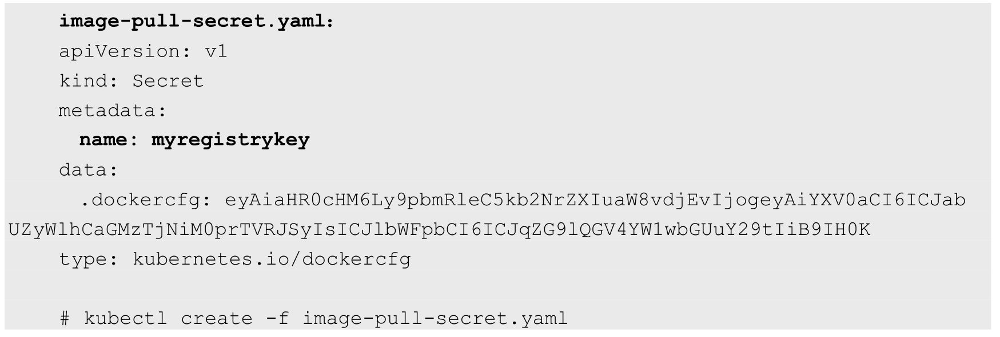 image-pull-secret.yaml:
apiVersion: v1
kind: Secret
metadata:
name: myregistrykey
data:
.dockercfg: eyAiaHR0cHM6Ly9pbmRleC5kb2NrZXIuaW8vdjEvIjogeyAiYXV0aCI6ICJab
UZyWlhCaGMzTjNiM0prTVRJSyIsICJlbWFpbCI6ICJqZG9lQGV4YW1wbGUuY29tIiB9IH0K
type: kubernetes.io/dockercfg
# kubectl create -f image-pull-secret.yaml